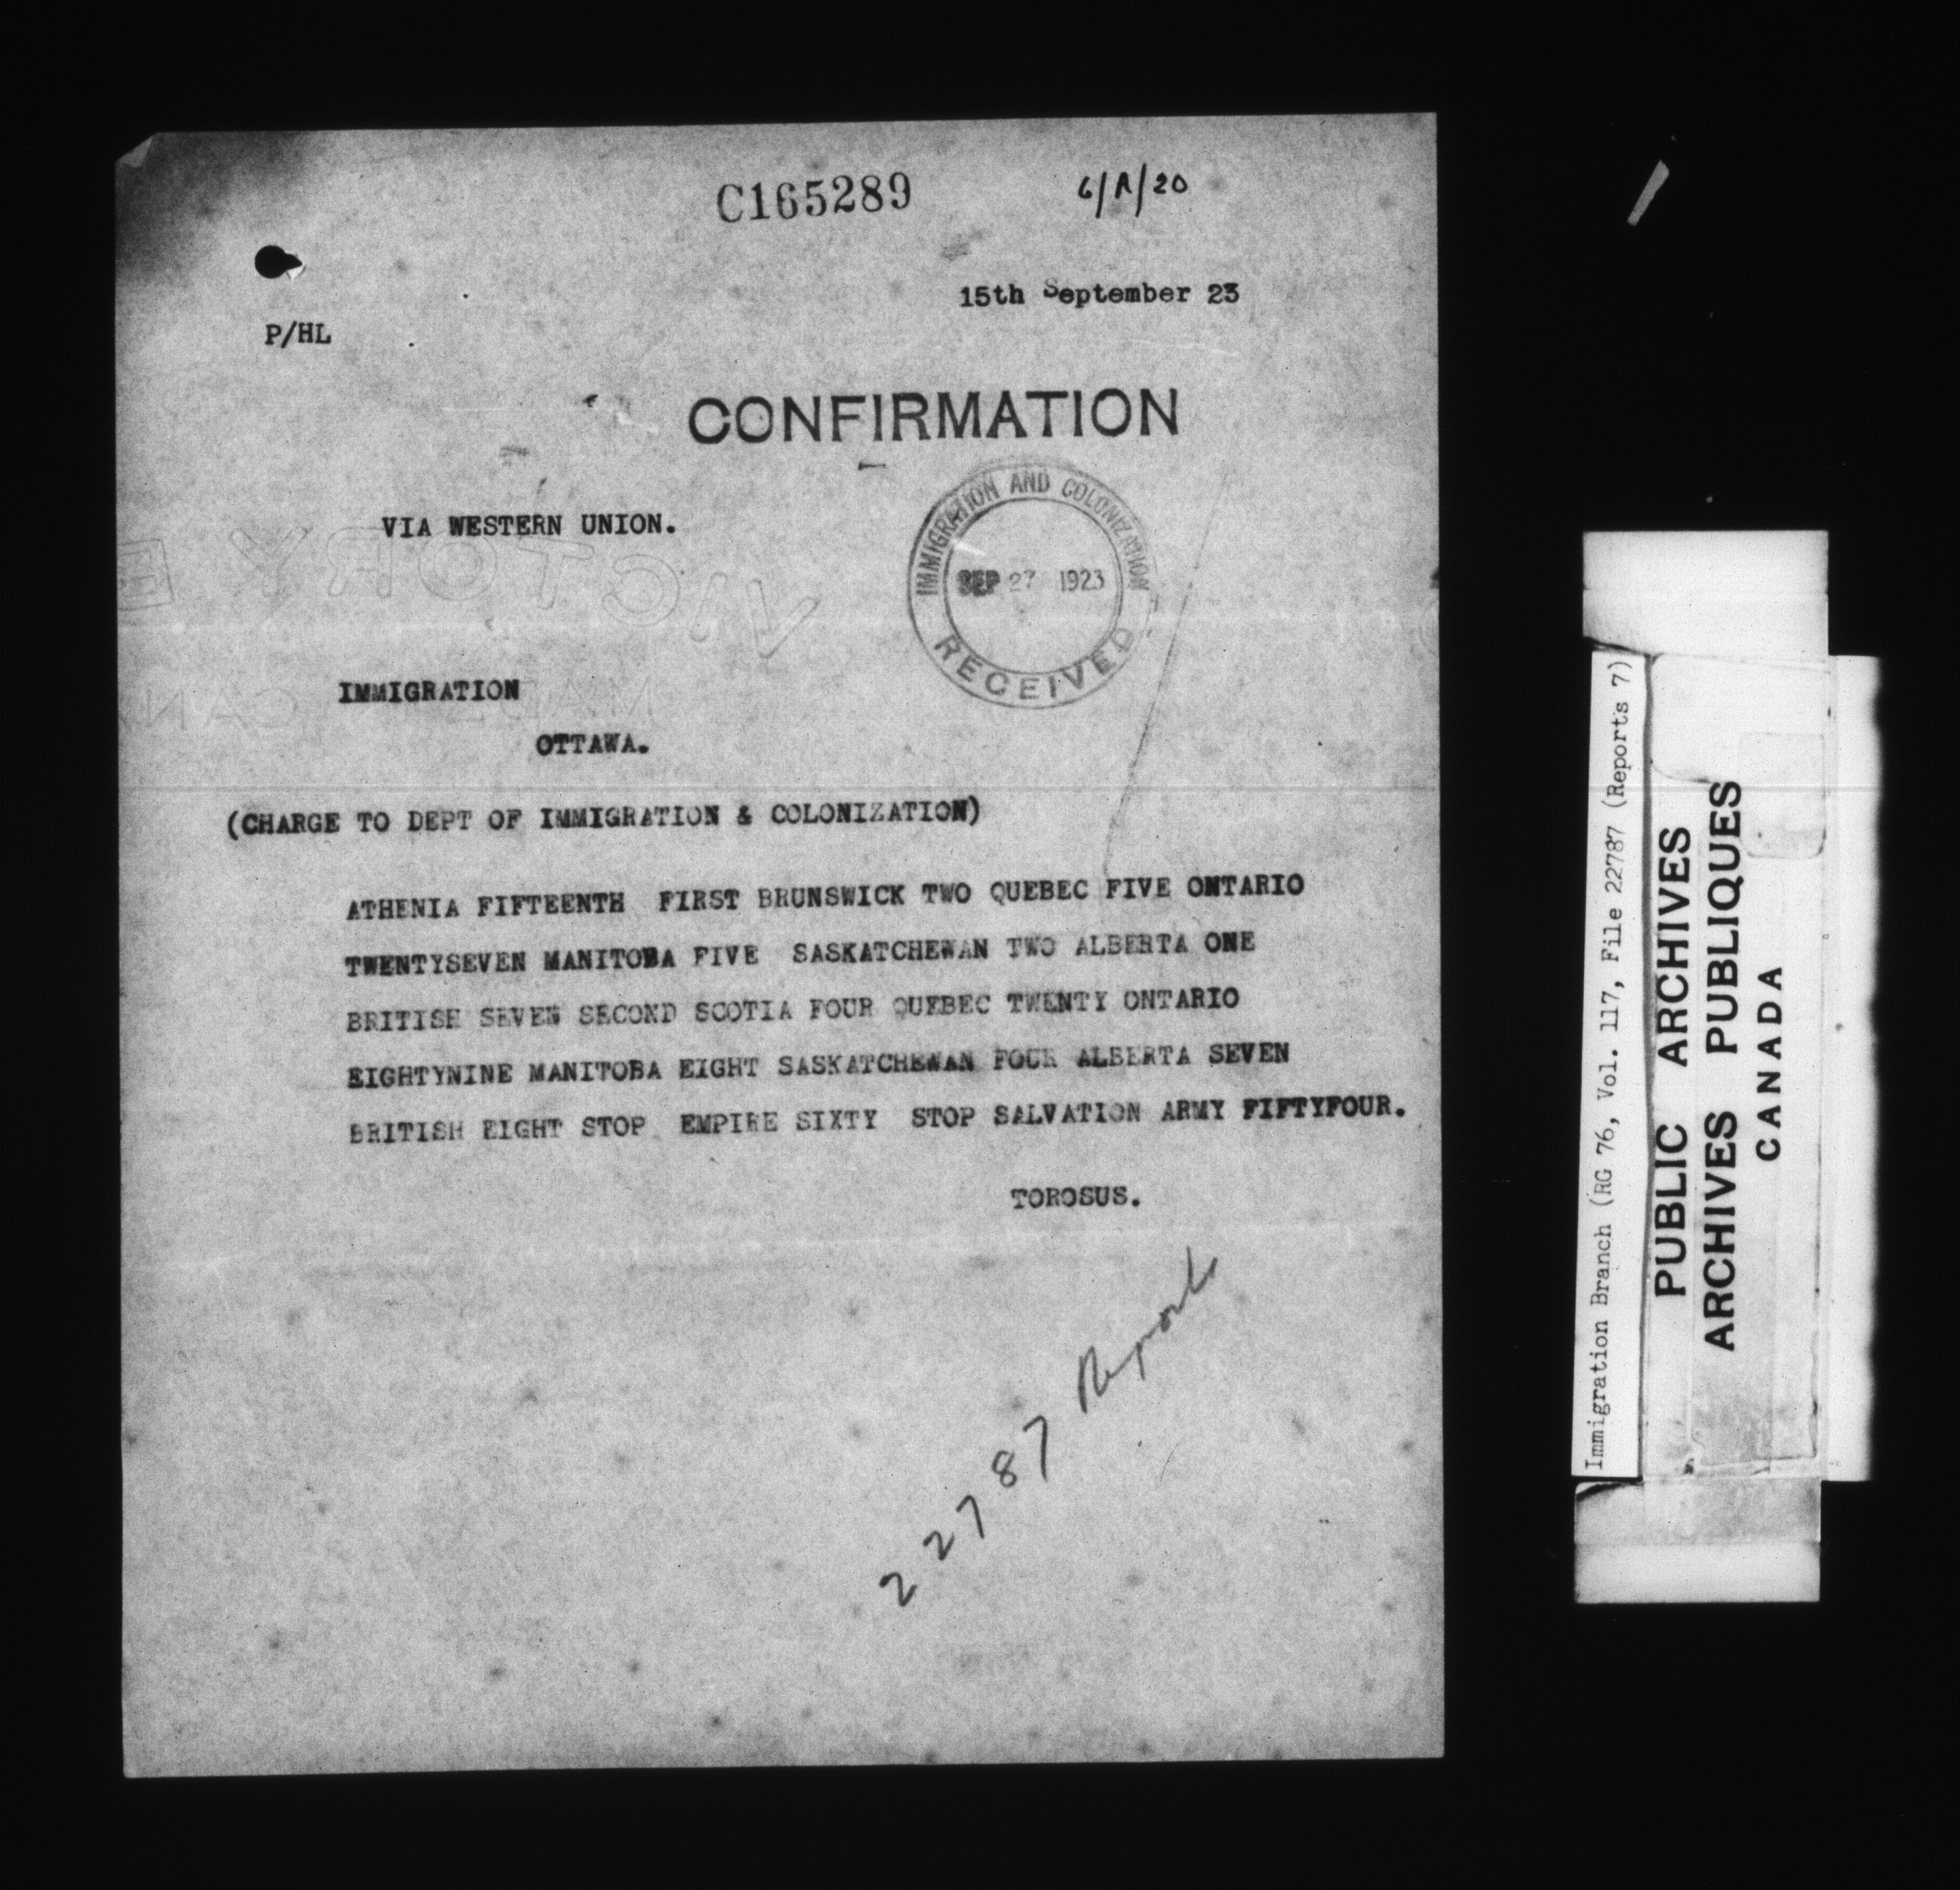 C165289
6/A/20
15th September 23
P/HL
CONFIRMATION
VIA WESTERN UNION.
IMMIGRATION AND COLONIZATION
SEP 27 1923
RECEIVED
VICTORY
IMMIGRATION
MADE CAN
OTTAWA.
(CHARGE TO DEPT OF IMMIGRATION & COLONIZATION)
ATHENIA FIFTEENTH FIRST BRUNSWICK TWO QUEBEC FIVE ONTARIO
TWENTYSEVEN MANITOBA FIVE SASKATCHEWAN TWO ALBERTA ONE
BRITISH SEVEN SECOND SCOTIA FOUR QUEBEC TWENTY ONTARIO
EIGHTYNINE MANITOBA EIGHT SASKATCHEWAN FOUR ALBERTA SEVEN
BRITISH EIGHT STOP EMPIRE SIXTY STOP SALVATION ARMY FIFTYFOUR.
TOROSUS.
22787 Reports
Immigration Branch (RG 76, Vol. 117, File 22787 (Reports 7)
PUBLIC ARCHIVES
ARCHIVES PUBLIQUES
CANADA